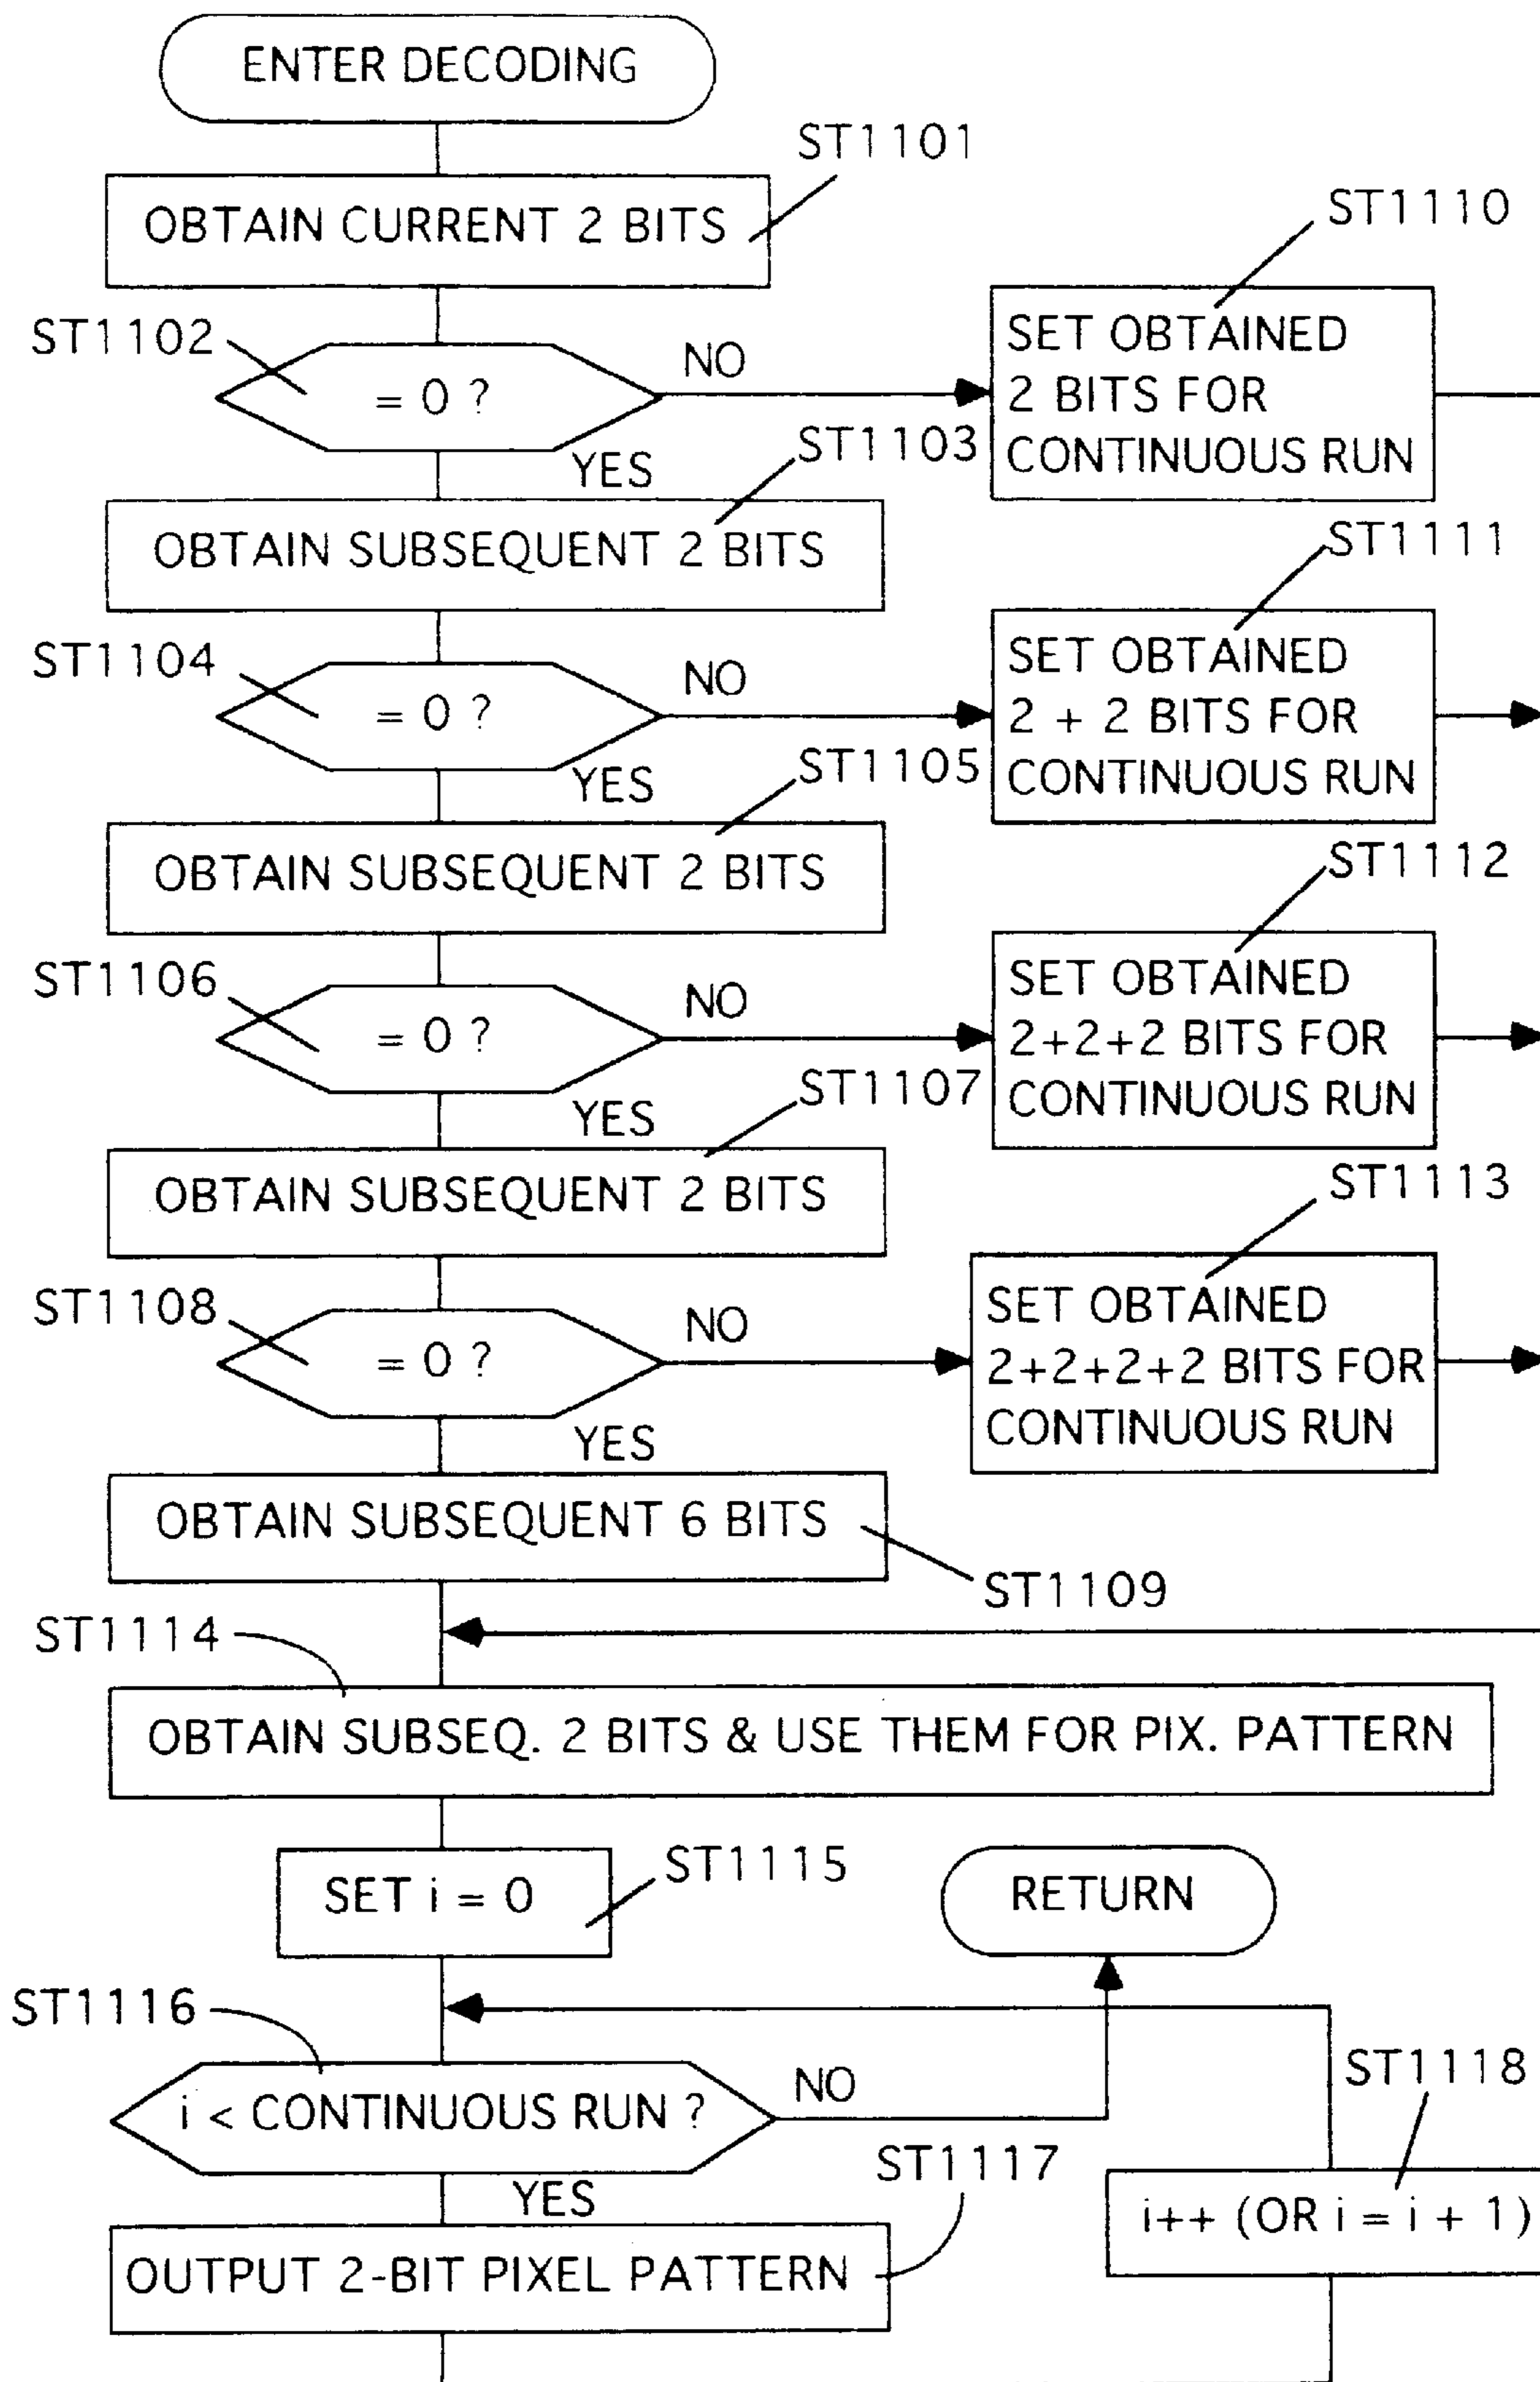 ENTER DECODING
ST1101
OBTAIN CURRENT 2 BITS
ST1110
ST1102
= 0 ?
NO
SET OBTAINED
2 BITS FOR
CONTINUOUS RUN
YES
ST1103
OBTAIN SUBSEQUENT 2 BITS
ST1111
ST1104
= 0 ?
NO
SET OBTAINED
2 + 2 BITS FOR
CONTINUOUS RUN
YES
ST1105
OBTAIN SUBSEQUENT 2 BITS
ST1112
ST1106
= 0 ?
NO
SET OBTAINED
2+2+2 BITS FOR
CONTINUOUS RUN
YES
ST1107
OBTAIN SUBSEQUENT 2 BITS
ST1113
ST1108
= 0 ?
NO
SET OBTAINED
2+2+2+2 BITS FOR
CONTINUOUS RUN
YES
OBTAIN SUBSEQUENT 6 BITS
ST1109
ST1114
OBTAIN SUBSEQ. 2 BITS & USE THEM FOR PIX. PATTERN
SET i = 0
ST1115
RETURN
ST1116
i < CONTINUOUS RUN ?
NO
ST1118
YES
ST1117
i++ (OR i = i + 1)
OUTPUT 2-BIT PIXEL PATTERN